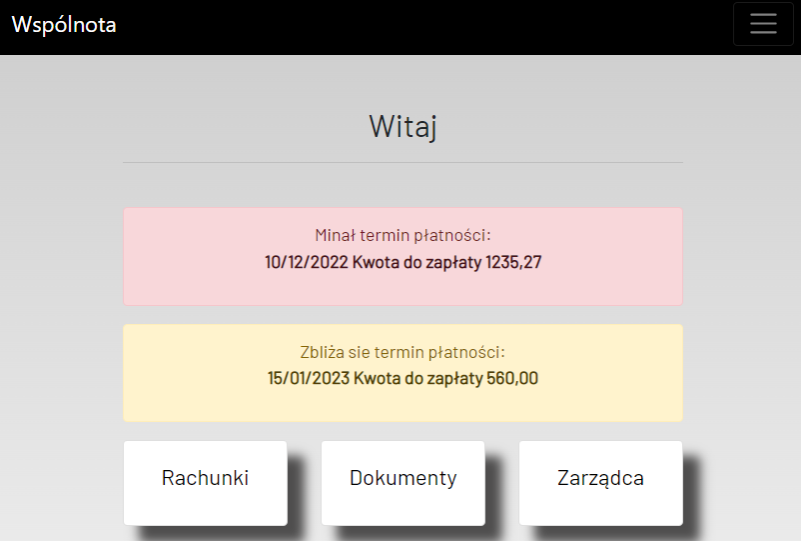 Wspólnota
Witaj
Minał termin płatności:
10/12/2022 Kwota do zapłaty 1235,27
Zbliża sie termin płatności:
15/01/2023 Kwota do zapłaty 560,00
Rachunki
Dokumenty
Zarządca